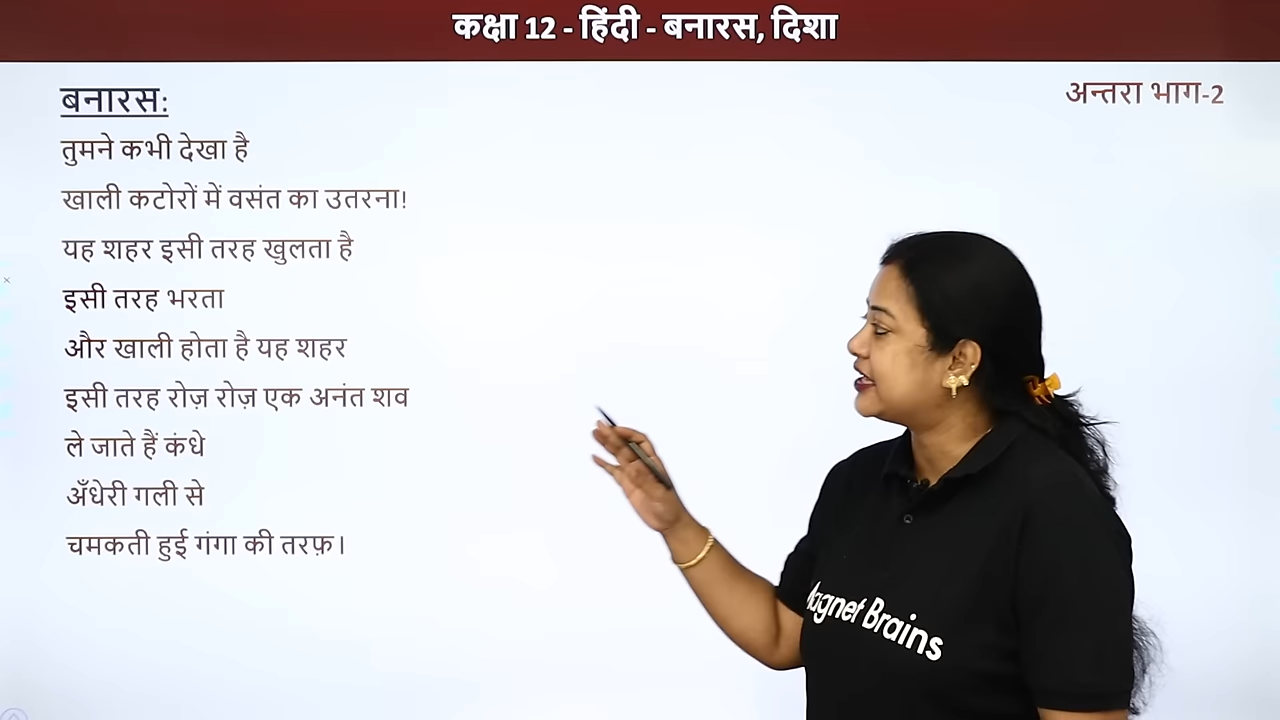 कक्षा 12 - हिंदी - बनारस, दिशा
बनारस:
अन्तरा भाग-2
तुमने कभी देखा है
खाली कटोरों में वसंत का उतरना!
यह शहर इसी तरह खुलता है
इसी तरह भरता
और खाली होता है यह शहर
इसी तरह रोज़ रोज़ एक अनंत शव
ले जाते हैं कंधे
अँधेरी गली से
चमकती हुई गंगा की तरफ़।
Magnet Brains